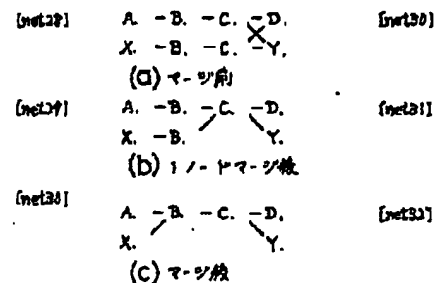 [net28] A. -B. -C. -D. [net30]
X. -B. -C. -Y.
(a) マージ前
[net29] A. -B. -C. -D. [net31]
X. -B. Y.
(b) 1ノードマージ後
A. -B -C. -D.
X. Y.
(c) マージ後